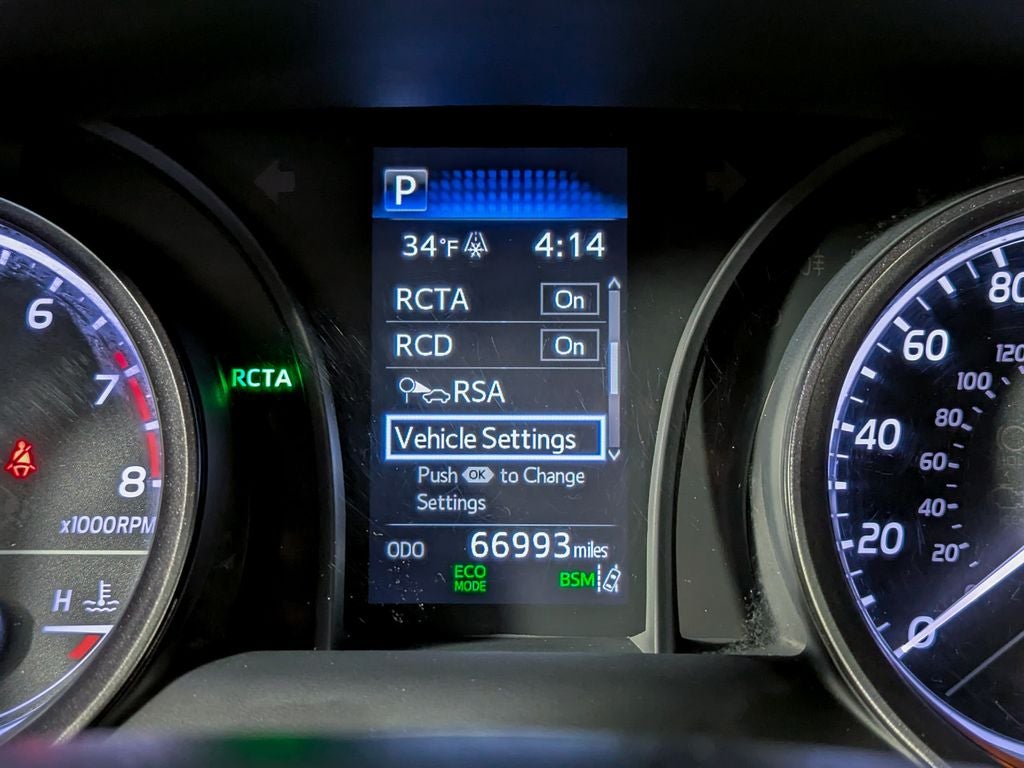 P
34°F 4:14
RCTA On
RCD On
RSA
Vehicle Settings
Push OK to Change
Settings
ODO 66993 miles
ECO
MODE
BSM
RCTA
6
7
8
x1000RPM
H
80
60
40
20
0
120
100
80
60
40
20
0